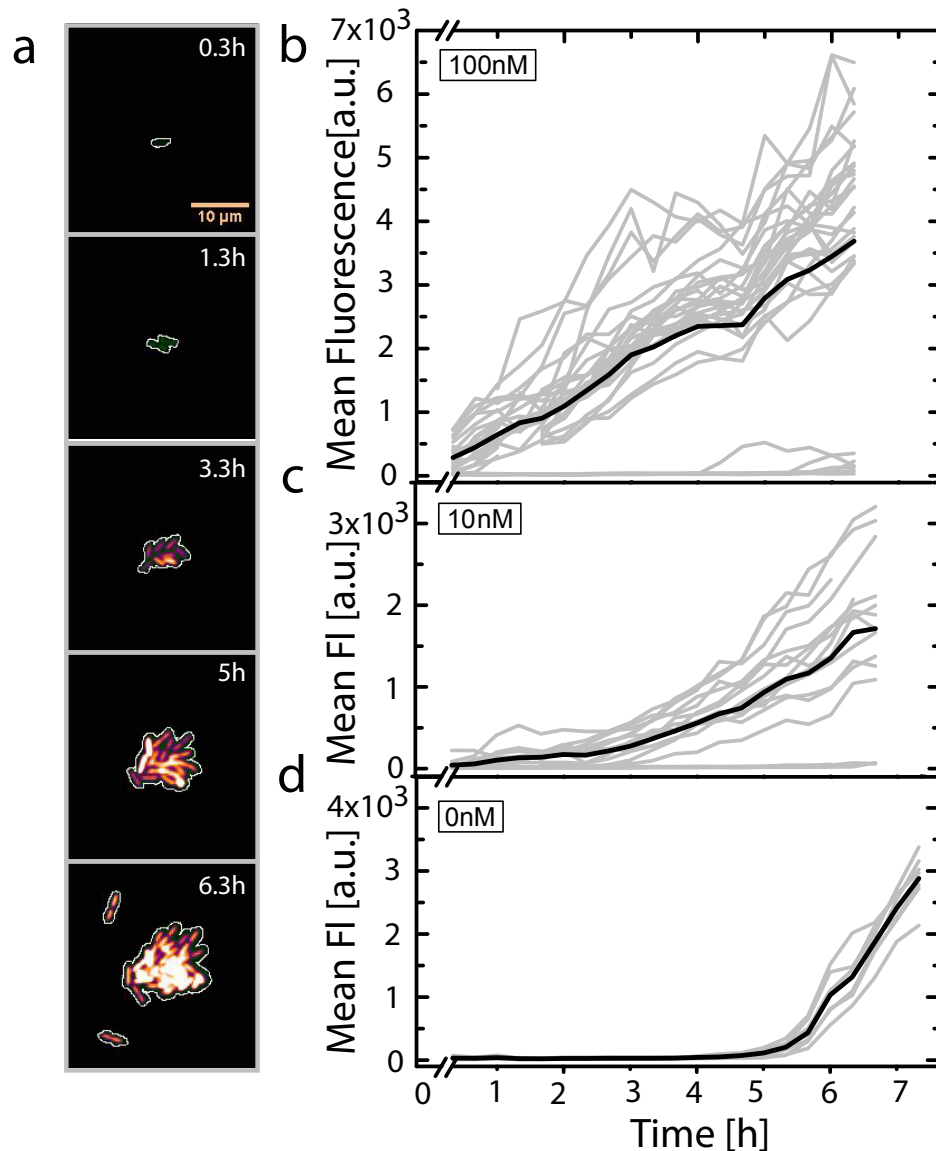 a
0.3h
10 µm
1.3h
3.3h
5h
6.3h
b
100nM
Mean Fluorescence[a.u.]
7x10³
6
5
4
3
2
1
0
c
10nM
Mean Fl [a.u.]
3x10³
2
1
0
d
0nM
Mean Fl [a.u.]
4x10³
3
2
1
0
0 1 2 3 4 5 6 7
Time [h]